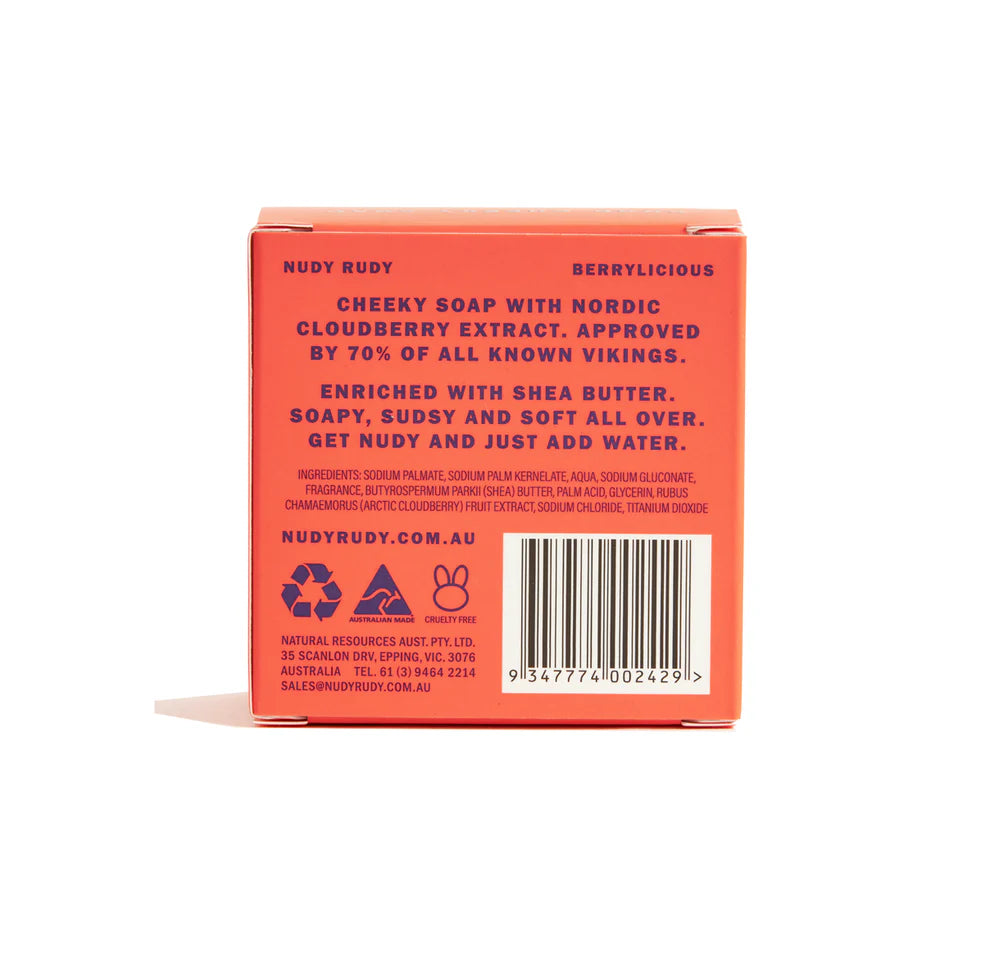 NUDY RUDY
BERRYLICIOUS
CHEEKY SOAP WITH NORDIC
CLOUDBERRY EXTRACT. APPROVED
BY 70% OF ALL KNOWN VIKINGS.
ENRICHED WITH SHEA BUTTER.
SOAPY, SUDSY AND SOFT ALL OVER.
GET NUDY AND JUST ADD WATER.
INGREDIENTS: SODIUM PALMATE, SODIUM PALM KERNELATE, AQUA, SODIUM GLUCONATE,
FRAGRANCE, BUTYROSPERMUM PARKII (SHEA) BUTTER, PALM ACID, GLYCERIN, RUBUS
CHAMAEMORUS (ARCTIC CLOUDBERRY) FRUIT EXTRACT, SODIUM CHLORIDE, TITANIUM DIOXIDE
NUDYRUDY.COM.AU
AUSTRALIAN MADE
CRUELTY FREE
NATURAL RESOURCES AUST. PTY. LTD.
35 SCANLON DRV, EPPING, VIC. 3076
AUSTRALIA TEL. 61 (3) 9464 2214
SALES@NUDYRUDY.COM.AU
9 347774 002429 >